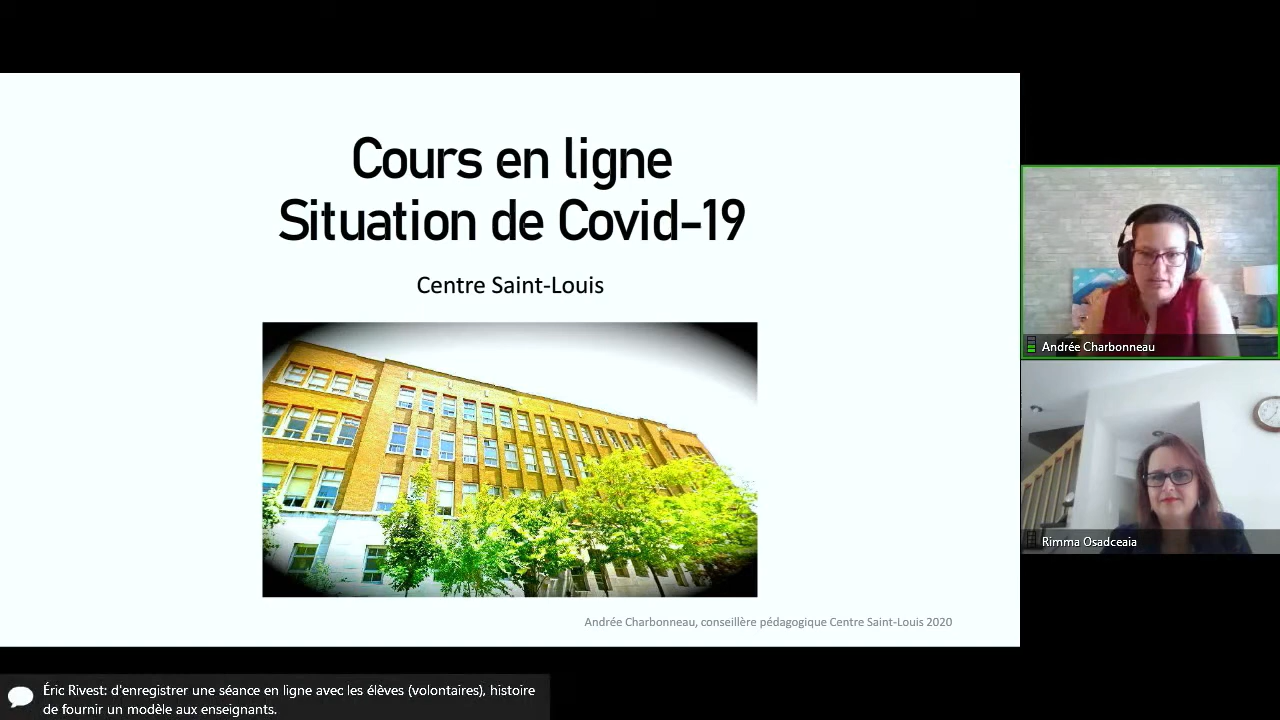 Cours en ligne
Situation de Covid-19
Centre Saint-Louis
Andrée Charbonneau, conseillère pédagogique Centre Saint-Louis 2020
Andrée Charbonneau
Rimma Osadceaia
Éric Rivest: d'enregistrer une séance en ligne avec les élèves (volontaires), histoire
de fournir un modèle aux enseignants.